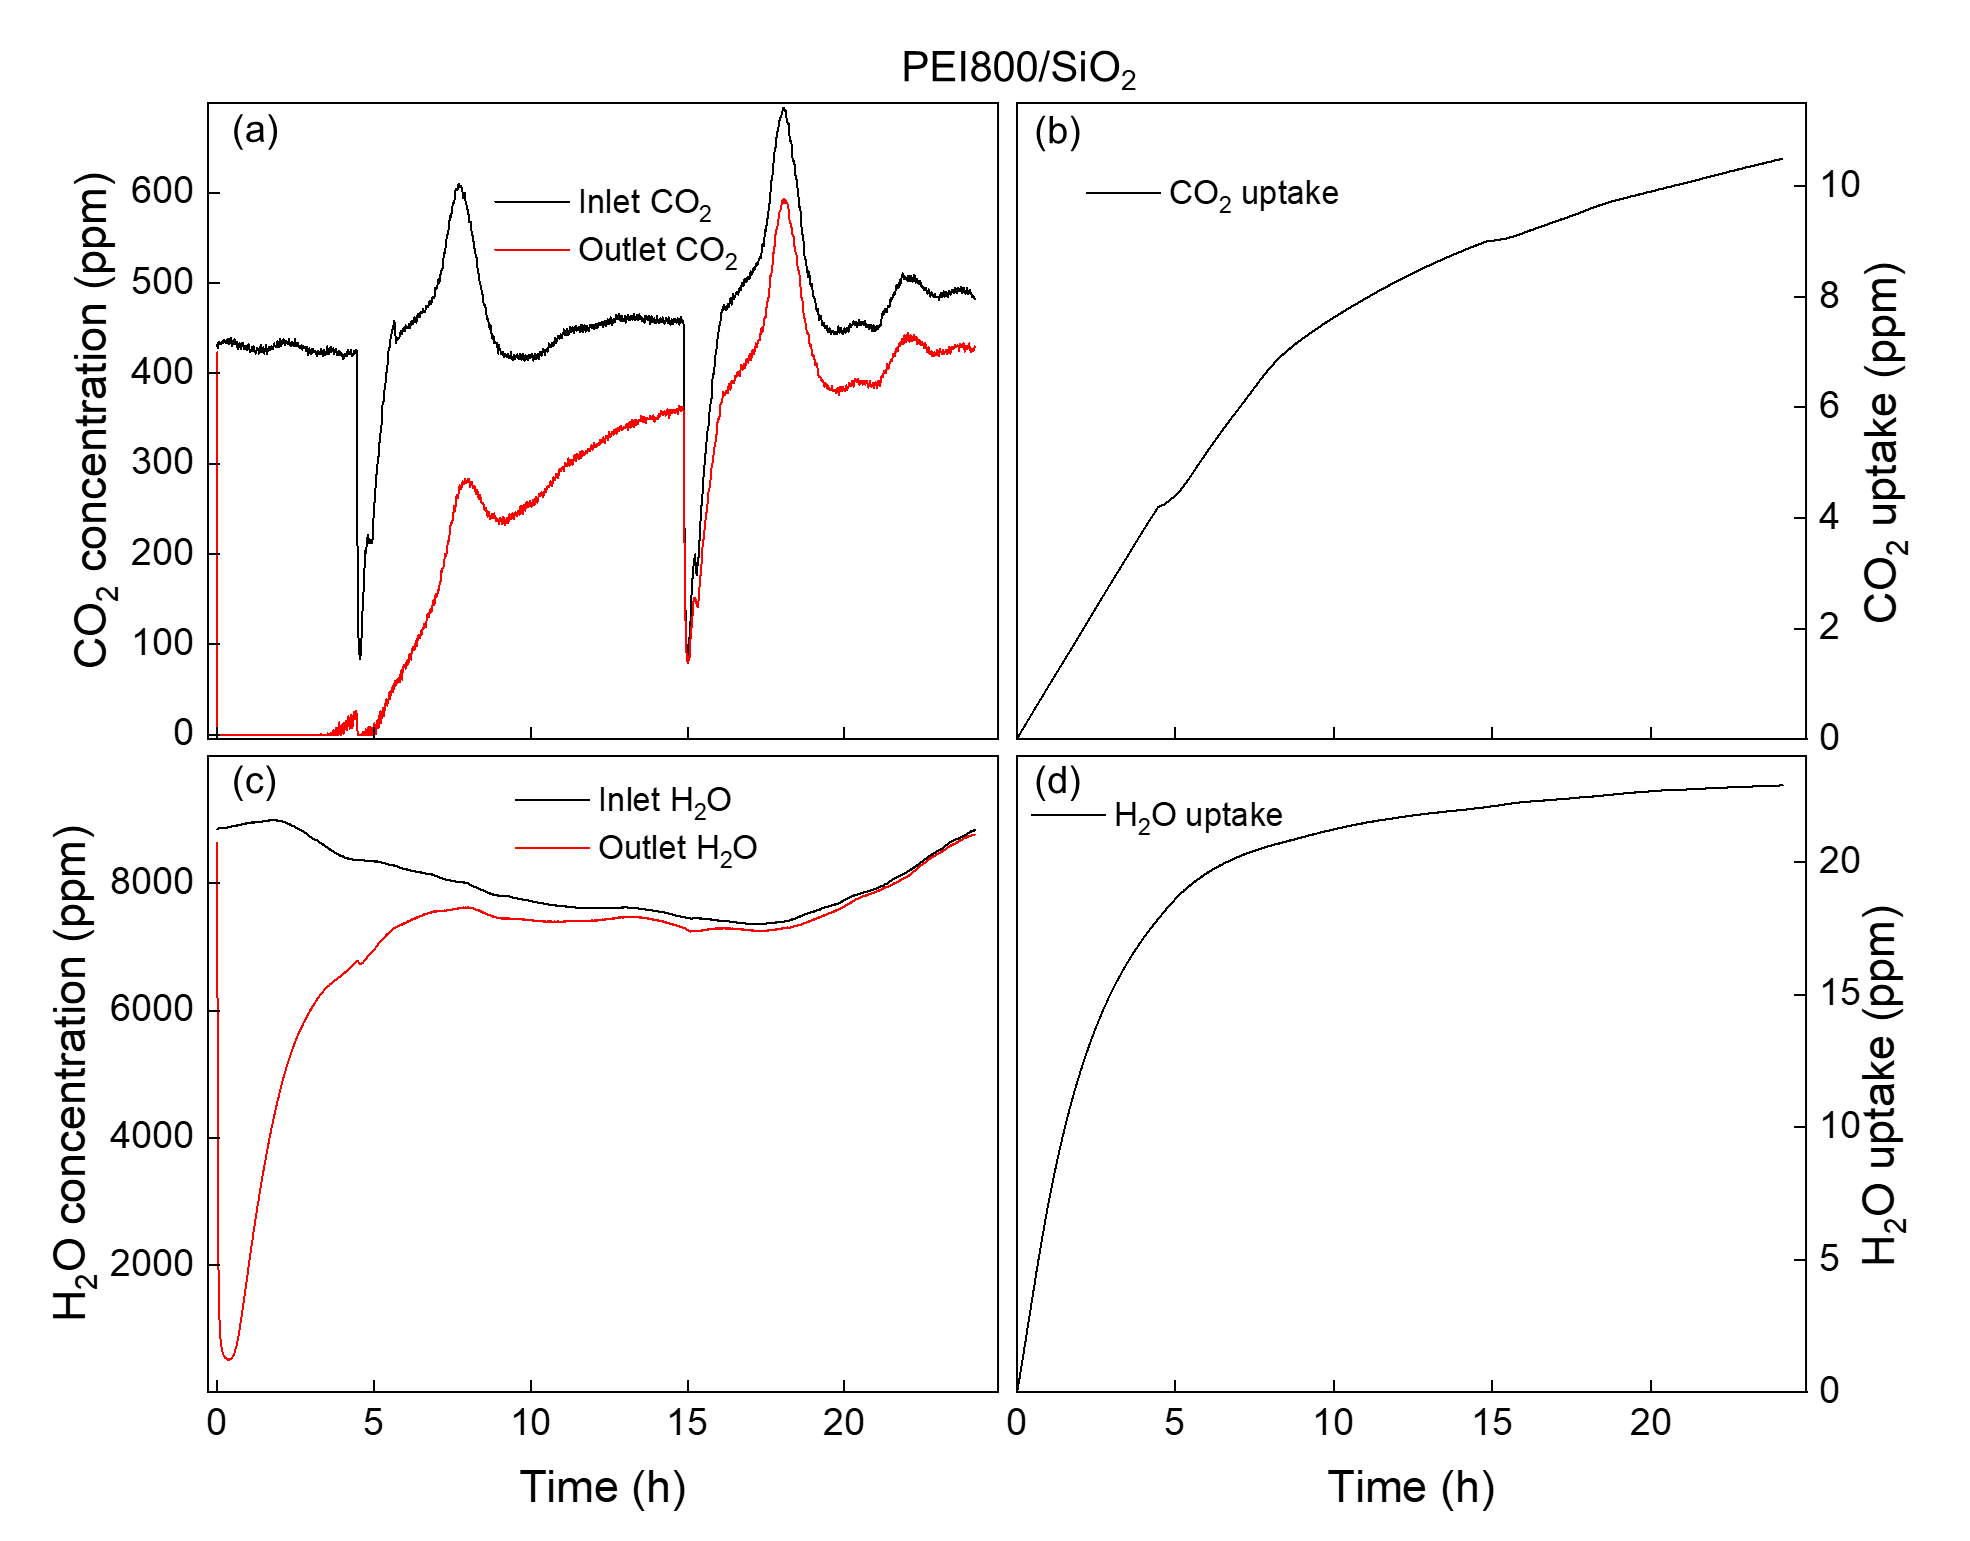 PEI800/SiO₂
(a)
Inlet CO₂
Outlet CO₂
CO₂ concentration (ppm)
600
500
400
300
200
100
0
(b)
CO₂ uptake
10
8
6
4
2
0
CO₂ uptake (ppm)
(c)
Inlet H₂O
Outlet H₂O
H₂O concentration (ppm)
8000
6000
4000
2000
0 5 10 15 20
Time (h)
(d)
H₂O uptake
20
15
10
5
0
H₂O uptake (ppm)
0 5 10 15 20
Time (h)